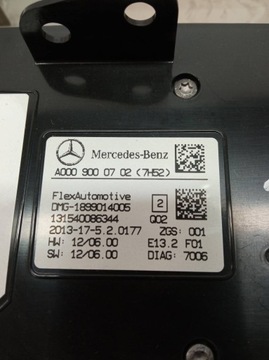 Mercedes-Benz
A000 900 07 02 (7H52)
FlexAutomotive
2
DMG-1899014005
131540086344
Q02
2013-17-5.2.0177
ZGS: 001
HW: 12/06.00
E13.2 F01
SW: 12/06.00
DIAG: 7006